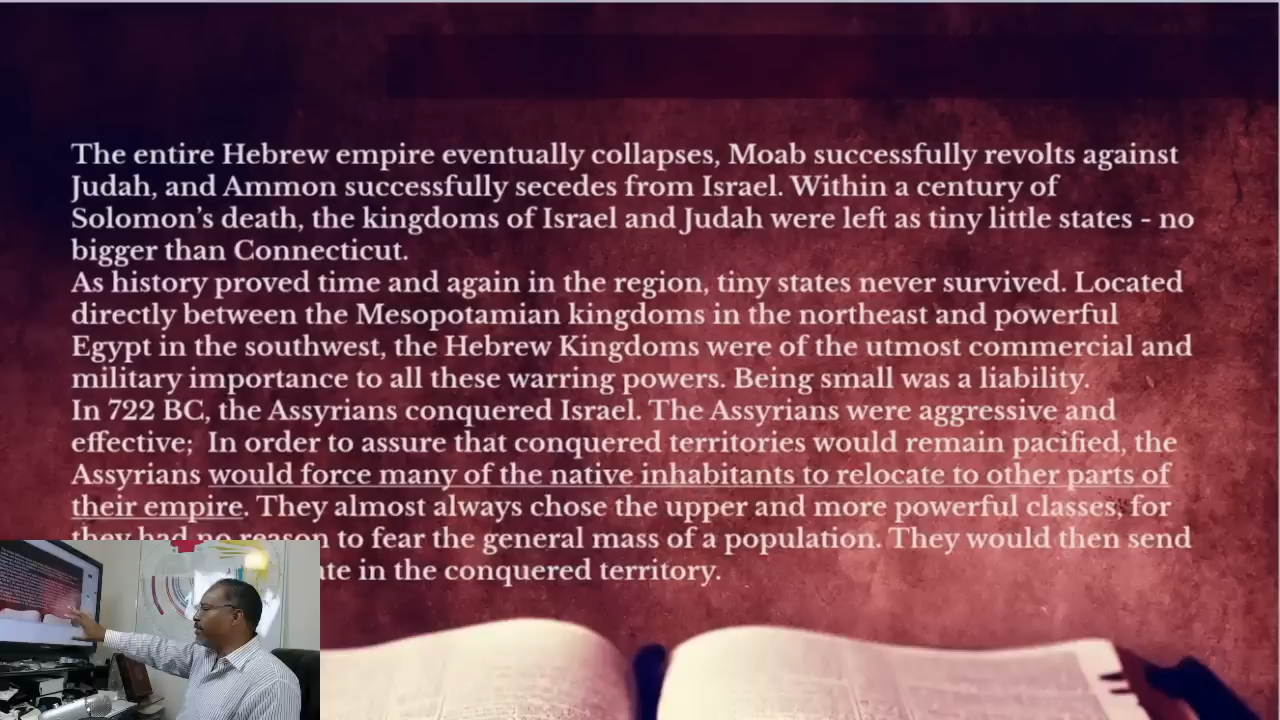 The entire Hebrew empire eventually collapses, Moab successfully revolts against
Judah, and Ammon successfully secedes from Israel. Within a century of
Solomon’s death, the kingdoms of Israel and Judah were left as tiny little states - no
bigger than Connecticut.
As history proved time and again in the region, tiny states never survived. Located
directly between the Mesopotamian kingdoms in the northeast and powerful
Egypt in the southwest, the Hebrew Kingdoms were of the utmost commercial and
military importance to all these warring powers. Being small was a liability.
In 722 BC, the Assyrians conquered Israel. The Assyrians were aggressive and
effective;  In order to assure that conquered territories would remain pacified, the
Assyrians would force many of the native inhabitants to relocate to other parts of
their empire. They almost always chose the upper and more powerful classes, for
they had no reason to fear the general mass of a population. They would then send
in the conquered territory.